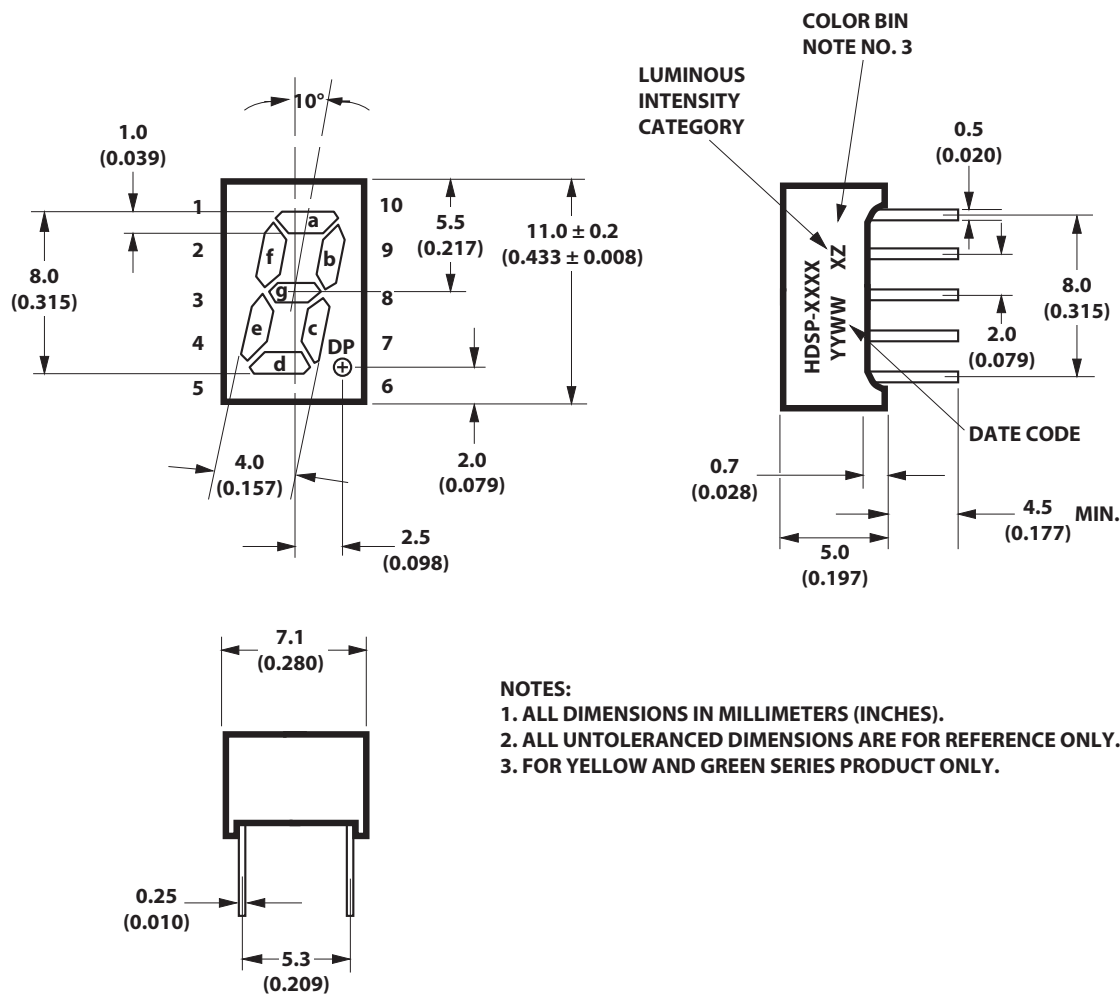 COLOR BIN
NOTE NO. 3
LUMINOUS
INTENSITY
CATEGORY
10°
1.0
(0.039)
0.5
(0.020)
1
10
a
5.5
(0.217)
11.0 ± 0.2
(0.433 ± 0.008)
2
f
b
9
8.0
(0.315)
3
g
8
4
e
c
7
DP
d
5
6
HDSP-XXXX
YYWW XZ
8.0
(0.315)
2.0
(0.079)
DATE CODE
4.0
(0.157)
2.0
(0.079)
0.7
(0.028)
4.5
(0.177)
MIN.
2.5
(0.098)
5.0
(0.197)
7.1
(0.280)
NOTES:
1. ALL DIMENSIONS IN MILLIMETERS (INCHES).
2. ALL UNTOLERANCED DIMENSIONS ARE FOR REFERENCE ONLY.
3. FOR YELLOW AND GREEN SERIES PRODUCT ONLY.
0.25
(0.010)
5.3
(0.209)